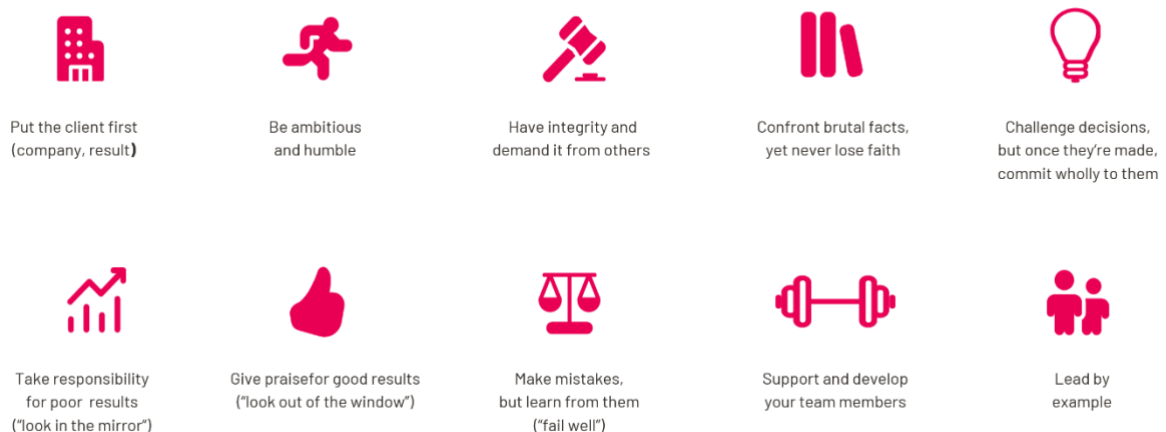 Put the client first
(company, result)
Be ambitious
and humble
Have integrity and
demand it from others
Confront brutal facts,
yet never lose faith
Challenge decisions,
but once they're made,
commit wholly to them
Take responsibility
for poor results
("look in the mirror")
Give praisefor good results
("look out of the window")
Make mistakes,
but learn from them
("fail well")
Support and develop
your team members
Lead by
example